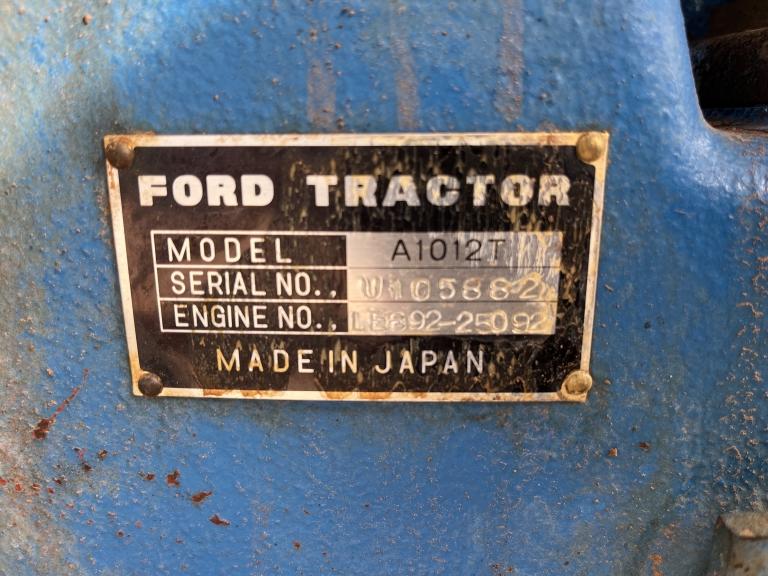 FORD TRACTOR
MODEL A1012T
SERIAL NO., U105882
ENGINE NO.,
MADE IN JAPAN